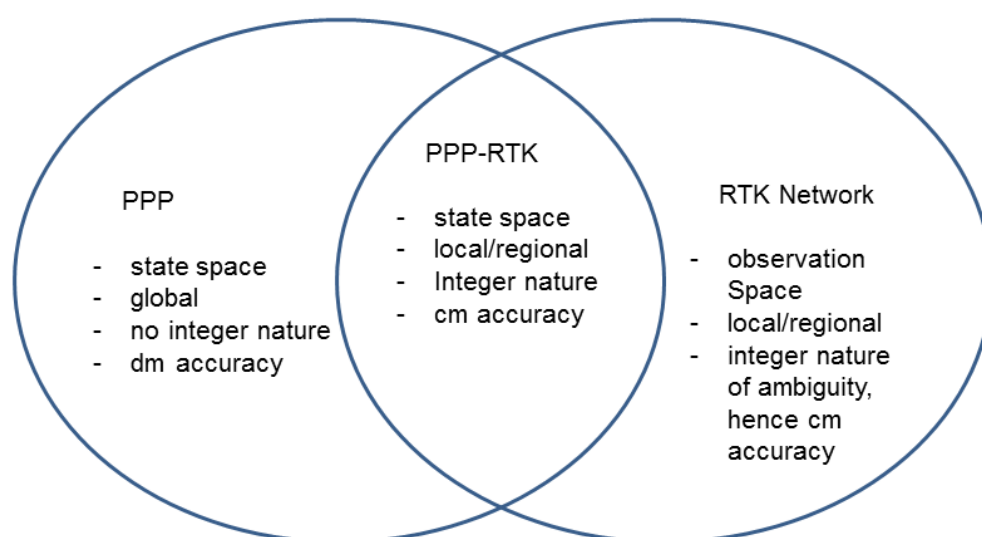 PPP
- state space
- global
- no integer nature
- dm accuracy
PPP-RTK
- state space
- local/regional
- Integer nature
- cm accuracy
RTK Network
- observation
Space
- local/regional
- integer nature
of ambiguity,
hence cm
accuracy